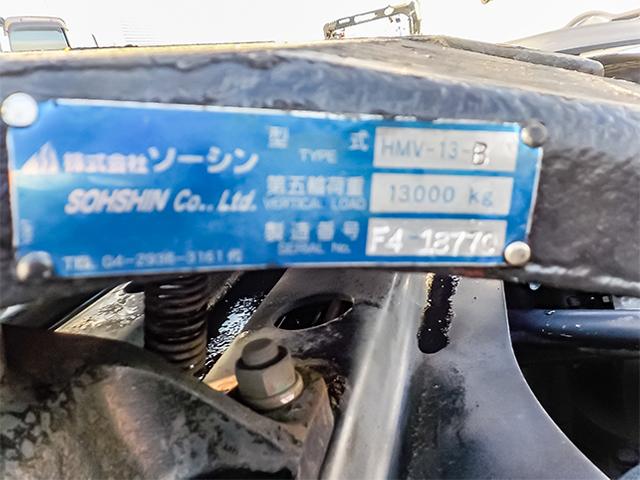 株式会社ソーシン
SOHSHIN Co., Ltd.
TEL 04-2936-3161㈹
型式 HMV-13-B
TYPE
第五輪荷重 13000 kg
VERTICAL LOAD
製造番号
SERIAL No. F4